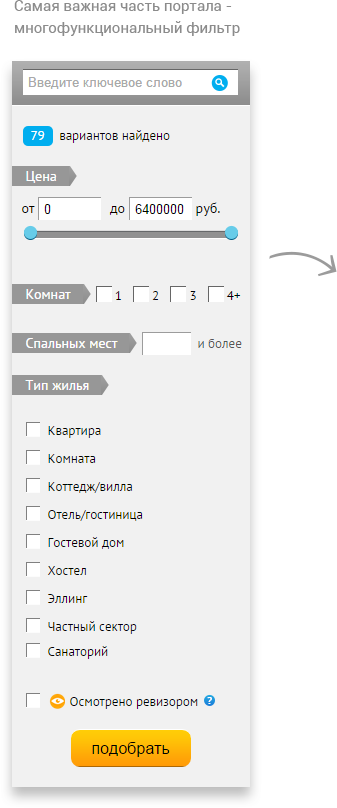 Самая важная часть портала -
многофункциональный фильтр
Введите ключевое слово
79 вариантов найдено
Цена
от 0 до 6400000 руб.
Комнат 1 2 3 4+
Спальных мест и более
Тип жилья
Квартира
Комната
Коттедж/вилла
Отель/гостиница
Гостевой дом
Хостел
Эллинг
Частный сектор
Санаторий
Осмотрено ревизором ?
подобрать